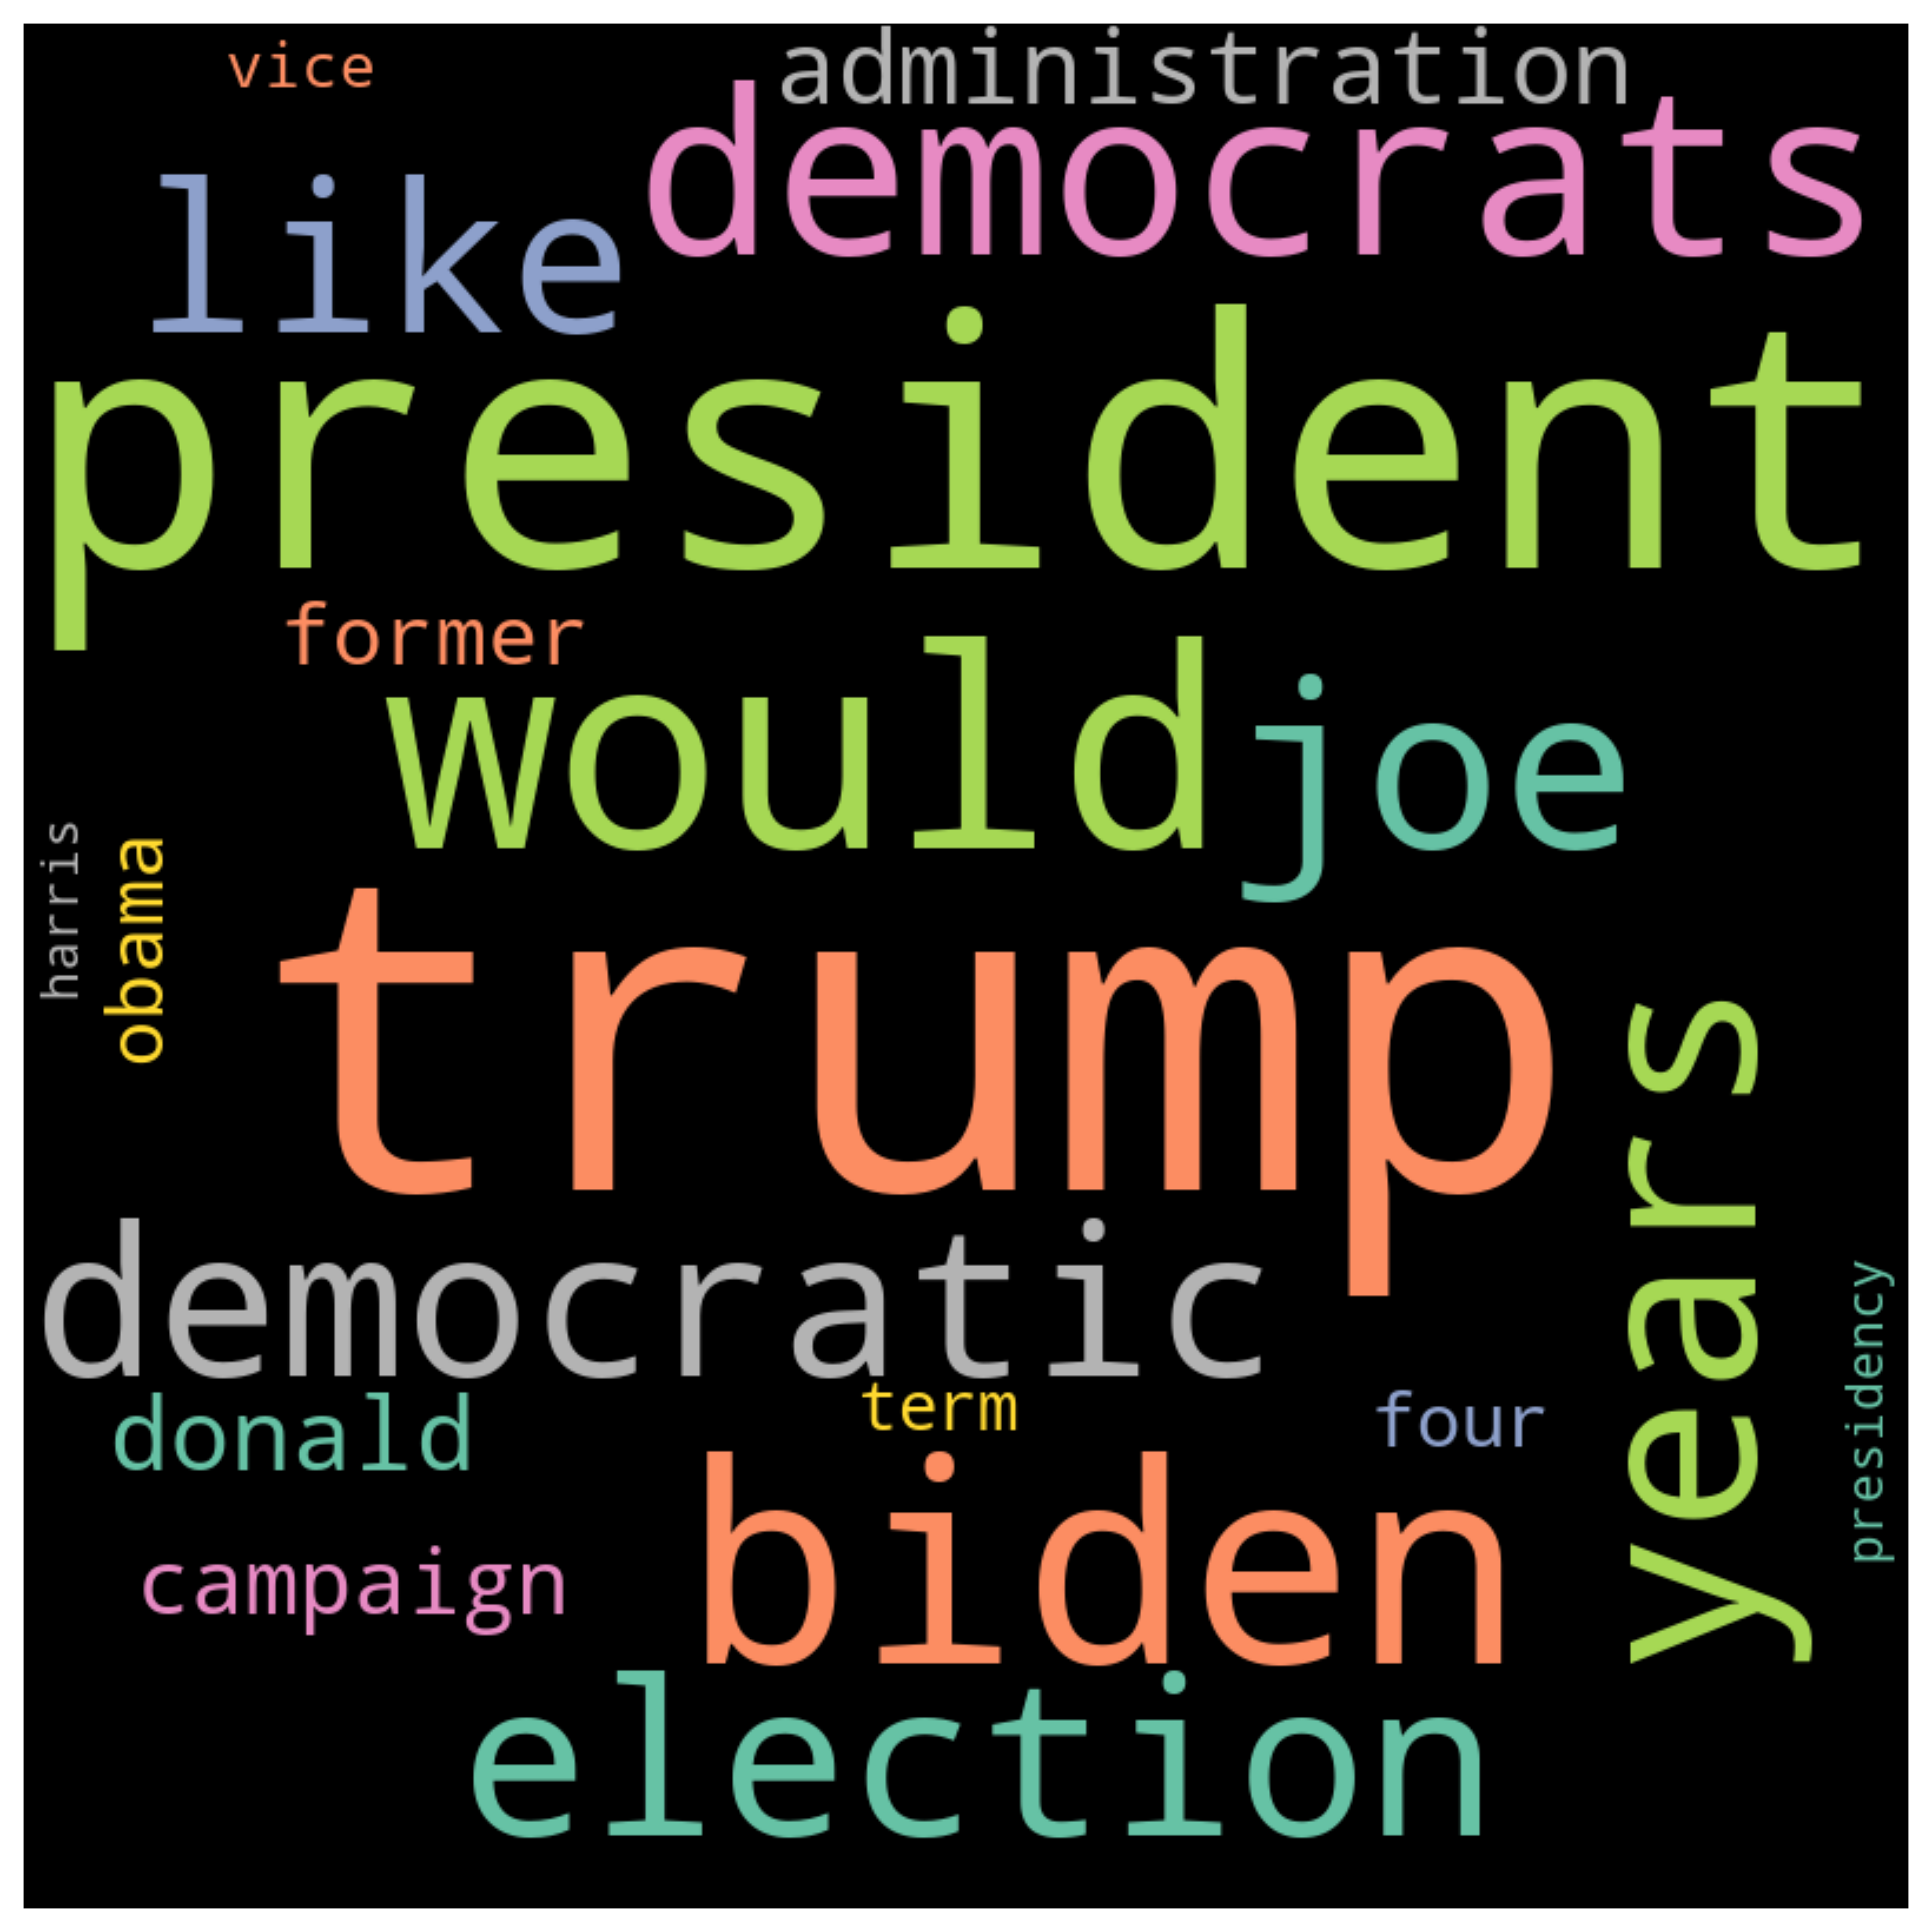 vice
administration
democrats
like
president
former
would
joe
harris
obama
trump
years
democratic
presidency
term
four
donald
biden
campaign
election